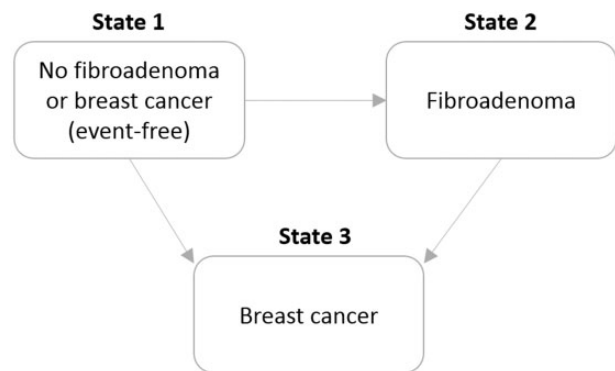 State 1
State 2
No fibroadenoma
or breast cancer
(event-free)
Fibroadenoma
State 3
Breast cancer